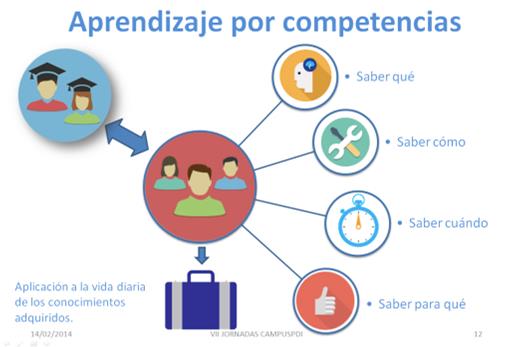 Aprendizaje por competencias
Saber qué
Saber cómo
Saber cuándo
Saber para qué
Aplicación a la vida diaria
de los conocimientos
adquiridos.
14/02/2014
VII JORNADAS CAMPUSPDI
12